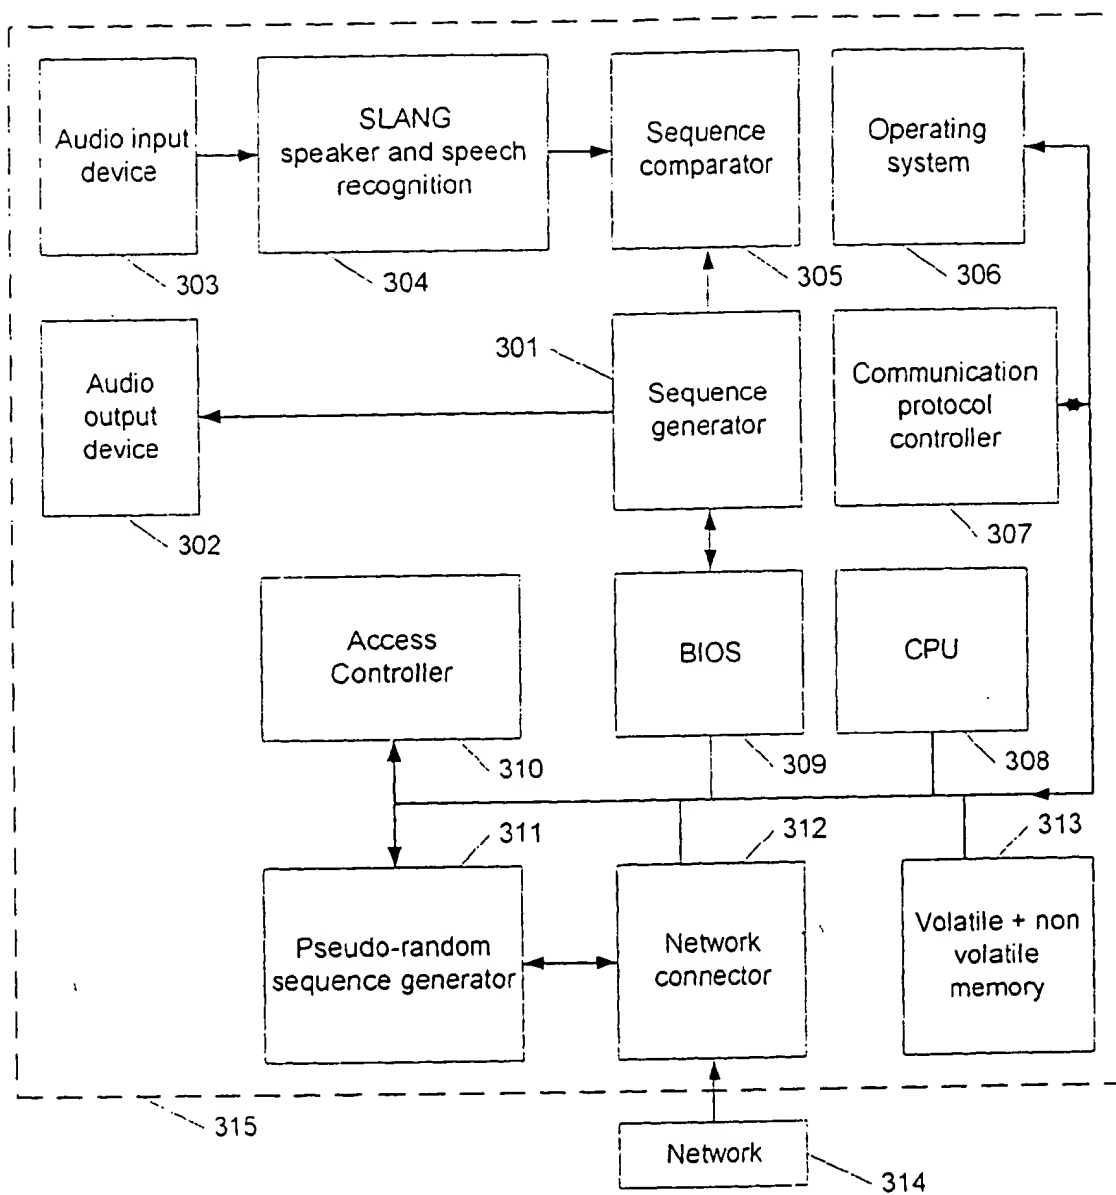 Audio input
device
303
SLANG
speaker and speech
recognition
304
Sequence
comparator
305
Operating
system
306
Audio
output
device
302
301
Sequence
generator
Communication
protocol
controller
307
Access
Controller
310
BIOS
309
CPU
308
311
Pseudo-random
sequence generator
312
Network
connector
313
Volatile + non
volatile
memory
315
Network
314